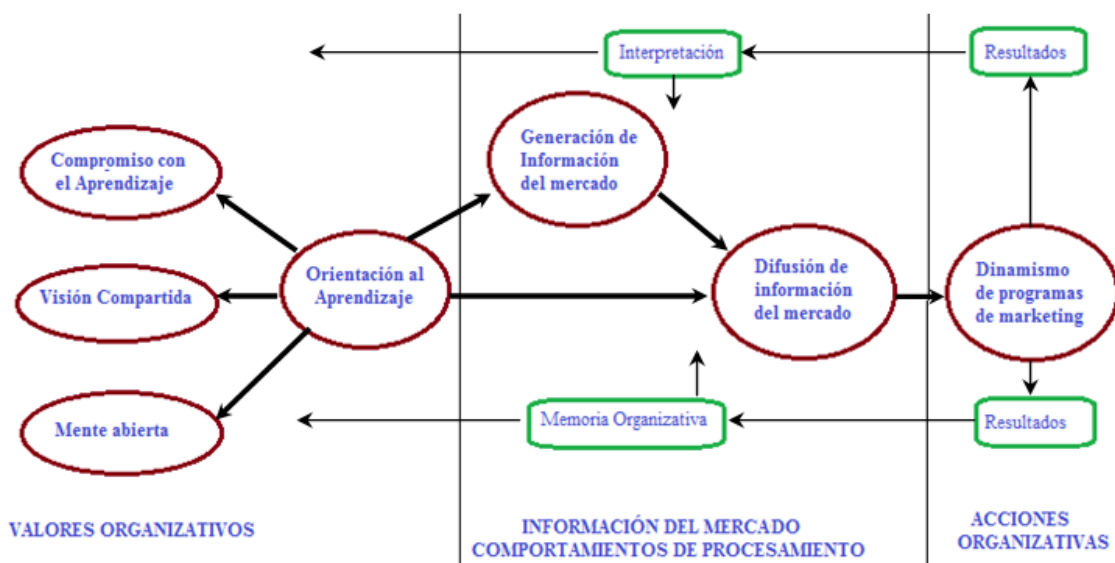 Interpretación
Resultados
Compromiso con
el Aprendizaje
Generación de
Información
del mercado
Visión Compartida
Orientación al
Aprendizaje
Difusión de
información
del mercado
Dinamismo
de programas
de marketing
Mente abierta
Memoria Organizativa
Resultados
VALORES ORGANIZATIVOS
INFORMACIÓN DEL MERCADO
COMPORTAMIENTOS DE PROCESAMIENTO
ACCIONES
ORGANIZATIVAS